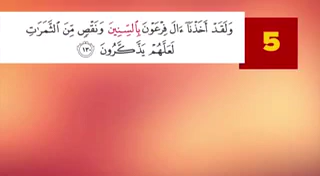 وَلَقَدْ أَخَذْنَآ ءَالَ فِرْعَوْنَ بِٱلسِّنِينَ وَنَقْصٍ مِّنَ ٱلثَّمَرَٰتِ
لَعَلَّهُمْ يَذَّكَّرُونَ ١٣٠
5